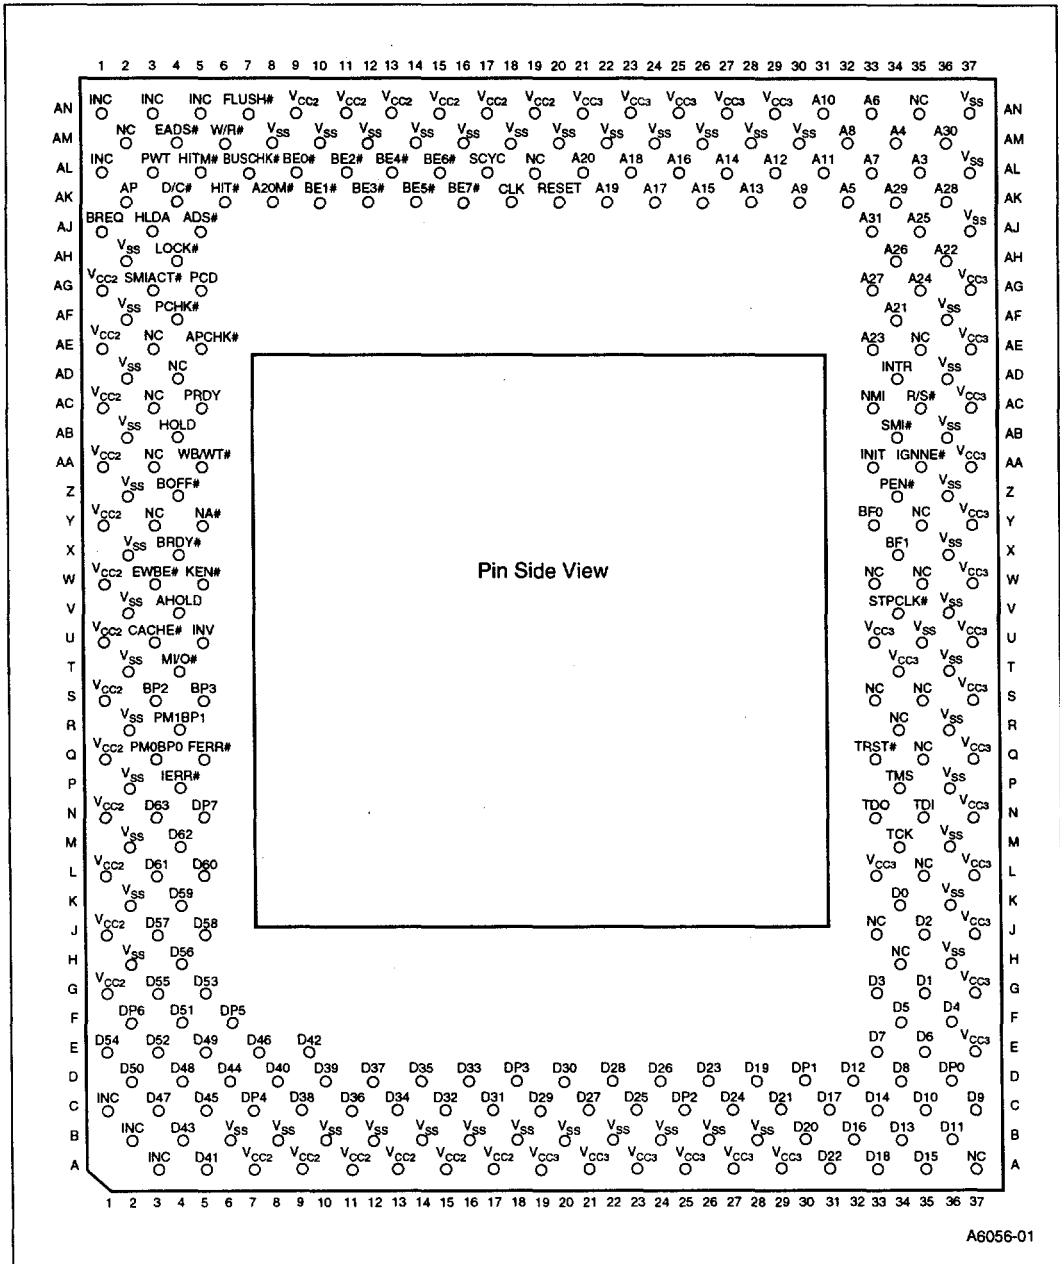 1 2 3 4 5 6 7 8 9 10 11 12 13 14 15 16 17 18 19 20 21 22 23 24 25 26 27 28 29 30 31 32 33 34 35 36 37
AN INC INC INC FLUSH# VCC2 VCC2 VCC2 VCC2 VCC2 VCC2 VCC3 VCC3 VCC3 VCC3 VCC3 A10 A6 NC VSS AN
AM NC EADS# W/R# VSS VSS VSS VSS VSS VSS VSS VSS VSS VSS VSS VSS A8 A4 A30 AM
AL INC PWT HITM# BUSCHK# BE0# BE2# BE4# BE6# SCYC NC A20 A18 A16 A14 A12 A11 A7 A3 VSS AL
AK AP D/C# HIT# A20M# BE1# BE3# BE5# BE7# CLK RESET A19 A17 A15 A13 A9 A5 A29 A28 AK
AJ BREQ HLDA ADS# A31 A25 VSS AJ
AH VSS LOCK# A26 A22 AH
AG VCC2 SMIACT# PCD A27 A24 VCC3 AG
AF VSS PCHK# A21 VSS AF
AE VCC2 NC APCHK# A23 NC VCC3 AE
AD VSS NC INTR VSS AD
AC VCC2 NC PRDY NMI R/S# VCC3 AC
AB VSS HOLD SMI# VSS AB
AA VCC2 NC WB/WT# INIT IGNNE# VCC3 AA
Z VSS BOFF# PEN# VSS Z
Y VCC2 NC NA# BF0 NC VCC3 Y
X VSS BRDY# BF1 VSS X
Pin Side View
W VCC2 EWBE# KEN# NC NC VCC3 W
V VSS AHOLD STPCLK# VSS V
U VCC2 CACHE# INV VCC3 VSS VCC3 U
T VSS MI/O# VCC3 VSS T
S VCC2 BP2 BP3 NC NC VCC3 S
R VSS PM1BP1 NC VSS R
Q VCC2 PM0BP0 FERR# TRST# NC VCC3 Q
P VSS IERR# TMS VSS P
N VCC2 D63 DP7 TDO TDI VCC3 N
M VSS D62 TCK VSS M
L VCC2 D61 D60 VCC3 NC VCC3 L
K VSS D59 D0 VSS K
J VCC2 D57 D58 NC D2 VCC3 J
H VSS D56 NC VSS H
G VCC2 D55 D53 D3 D1 VCC3 G
F DP6 D51 DP5 D5 D4 F
E D54 D52 D49 D46 D42 D7 D6 VCC3 E
D D50 D48 D44 D40 D39 D37 D35 D33 DP3 D30 D28 D26 D23 D19 DP1 D12 D8 DP0 D
C INC D47 D45 DP4 D38 D36 D34 D32 D31 D29 D27 D25 DP2 D24 D21 D17 D14 D10 D9 C
B INC D43 VSS VSS VSS VSS VSS VSS VSS VSS VSS VSS VSS VSS D20 D16 D13 D11 B
A INC D41 VCC2 VCC2 VCC2 VCC2 VCC2 VCC2 VCC3 VCC3 VCC3 VCC3 VCC3 D22 D18 D15 NC A
1 2 3 4 5 6 7 8 9 10 11 12 13 14 15 16 17 18 19 20 21 22 23 24 25 26 27 28 29 30 31 32 33 34 35 36 37
A6056-01